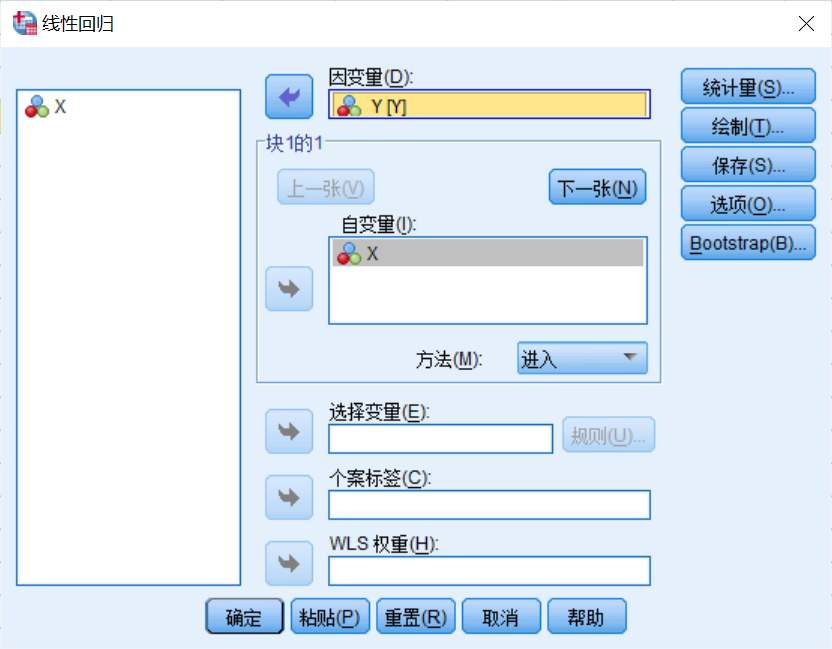 线性回归
X
因变量(D):
Y [Y]
块1的1
上一张(V)
下一张(N)
自变量(I):
X
方法(M):
进入
选择变量(E):
规则(U)...
个案标签(C):
WLS 权重(H):
统计量(S)...
绘制(T)...
保存(S)...
选项(O)...
Bootstrap(B)...
确定
粘贴(P)
重置(R)
取消
帮助